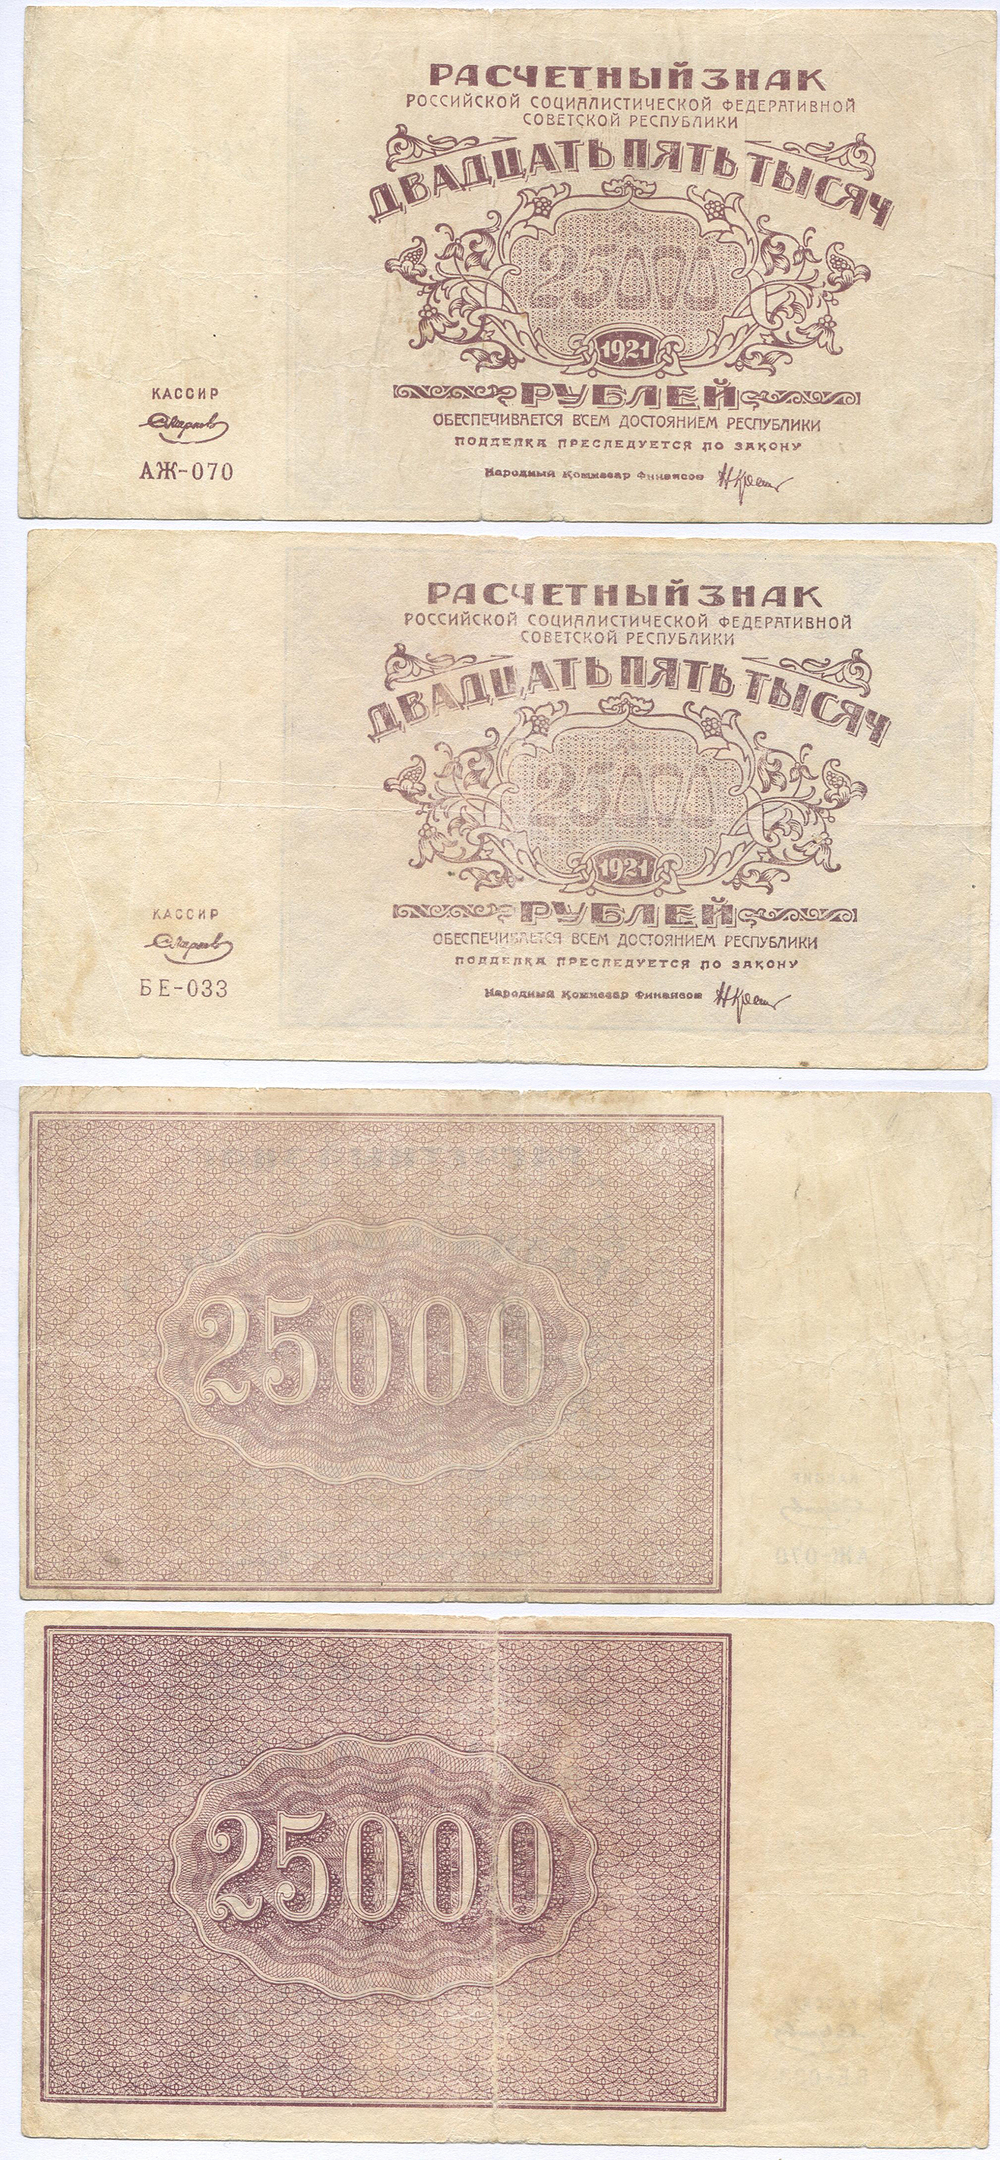 РАСЧЕТНЫЙ ЗНАК
РОССИЙСКОЙ СОЦИАЛИСТИЧЕСКОЙ ФЕДЕРАТИВНОЙ
СОВЕТСКОЙ РЕСПУБЛИКИ
ДВАДЦАТЬ ПЯТЬ ТЫСЯЧ
25000
1921
РУБЛЕЙ
ОБЕСПЕЧИВАЕТСЯ ВСЕМ ДОСТОЯНИЕМ РЕСПУБЛИКИ
ПОДДЕЛКА ПРЕСЛЕДУЕТСЯ ПО ЗАКОНУ
Народный Комиссар Финансов
КАССИР
АЖ-070
РАСЧЕТНЫЙ ЗНАК
РОССИЙСКОЙ СОЦИАЛИСТИЧЕСКОЙ ФЕДЕРАТИВНОЙ
СОВЕТСКОЙ РЕСПУБЛИКИ
ДВАДЦАТЬ ПЯТЬ ТЫСЯЧ
25000
1921
РУБЛЕЙ
ОБЕСПЕЧИВАЕТСЯ ВСЕМ ДОСТОЯНИЕМ РЕСПУБЛИКИ
ПОДДЕЛКА ПРЕСЛЕДУЕТСЯ ПО ЗАКОНУ
Народный Комиссар Финансов
КАССИР
БЕ-033
25000
25000